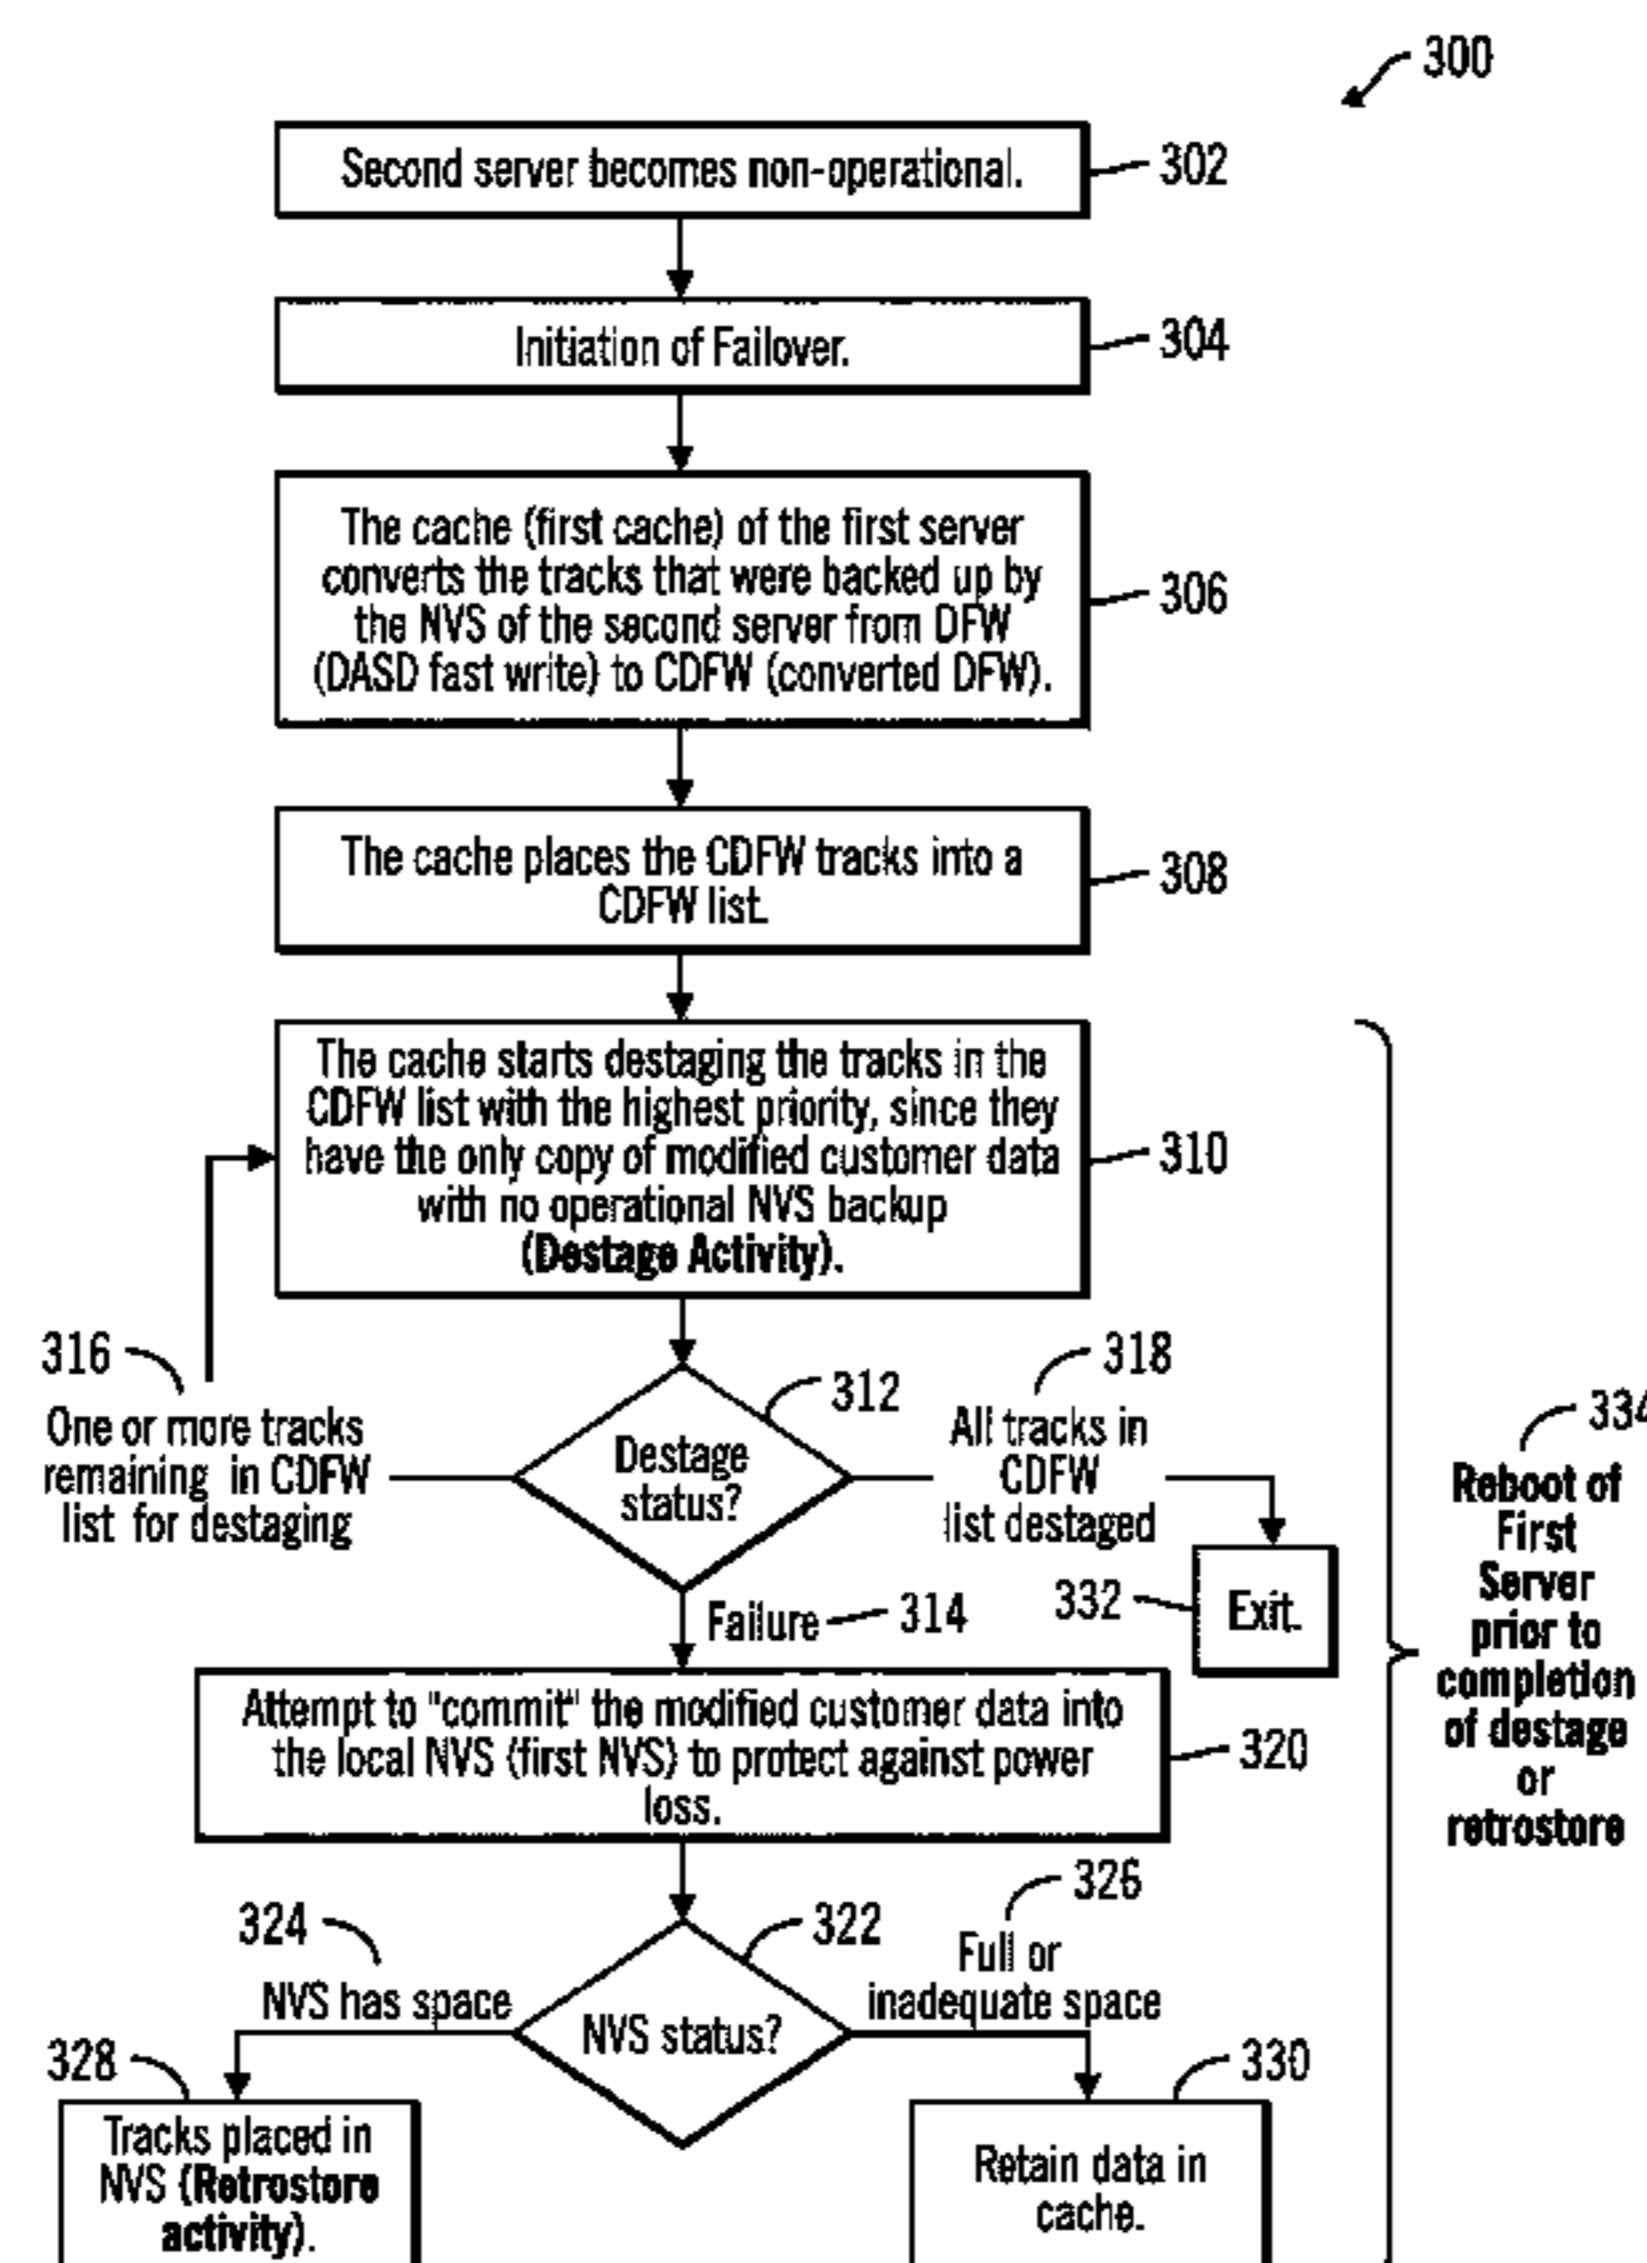 300
Second server becomes non-operational.
302
Initiation of Failover.
304
The cache (first cache) of the first server
converts the tracks that were backed up by
the NVS of the second server from DFW
(DASD fast write) to CDFW (converted DFW).
306
The cache places the CDFW tracks into a
CDFW list.
308
The cache starts destaging the tracks in the
CDFW list with the highest priority, since they
have the only copy of modified customer data
with no operational NVS backup
(Destage Activity).
310
316
One or more tracks
remaining in CDFW
list for destaging
312
Destage
status?
318
All tracks in
CDFW
list destaged
332
Exit.
Failure
314
334
Reboot of
First
Server
prior to
completion
of destage
or
retrostore
Attempt to "commit" the modified customer data into
the local NVS (first NVS) to protect against power
loss.
320
324
NVS has space
322
NVS status?
326
Full or
inadequate space
328
Tracks placed in
NVS (Retrostore
activity).
330
Retain data in
cache.